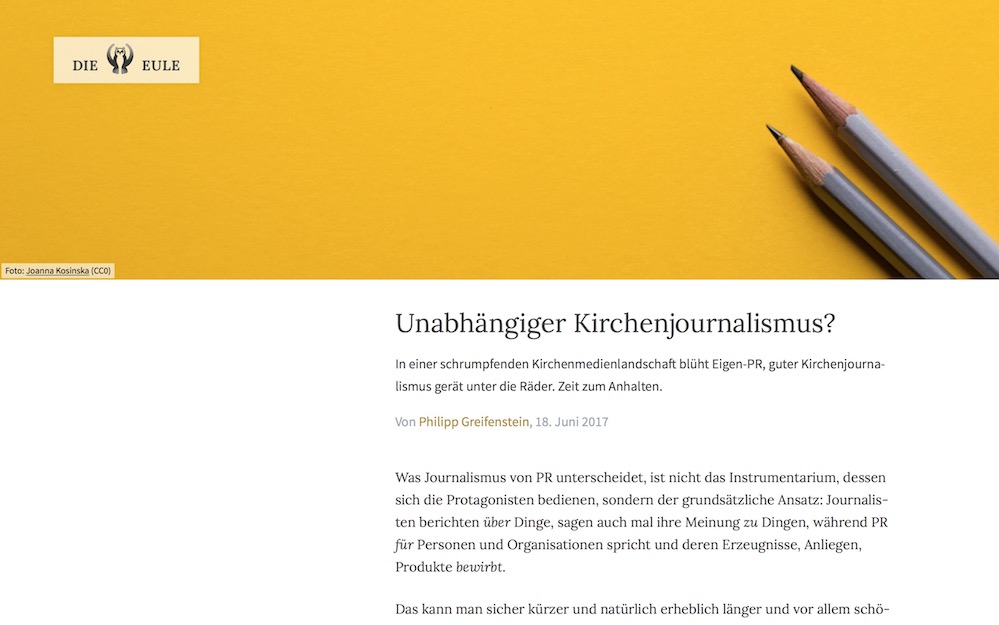 DIE EULE
Foto: Joanna Kosinska (CC0)
Unabhängiger Kirchenjournalismus?
In einer schrumpfenden Kirchenmedienlandschaft blüht Eigen-PR, guter Kirchenjourna-
lismus gerät unter die Räder. Zeit zum Anhalten.
Von Philipp Greifenstein, 18. Juni 2017
Was Journalismus von PR unterscheidet, ist nicht das Instrumentarium, dessen
sich die Protagonisten bedienen, sondern der grundsätzliche Ansatz: Journalis-
ten berichten über Dinge, sagen auch mal ihre Meinung zu Dingen, während PR
für Personen und Organisationen spricht und deren Erzeugnisse, Anliegen,
Produkte bewirbt.
Das kann man sicher kürzer und natürlich erheblich länger und vor allem schö-